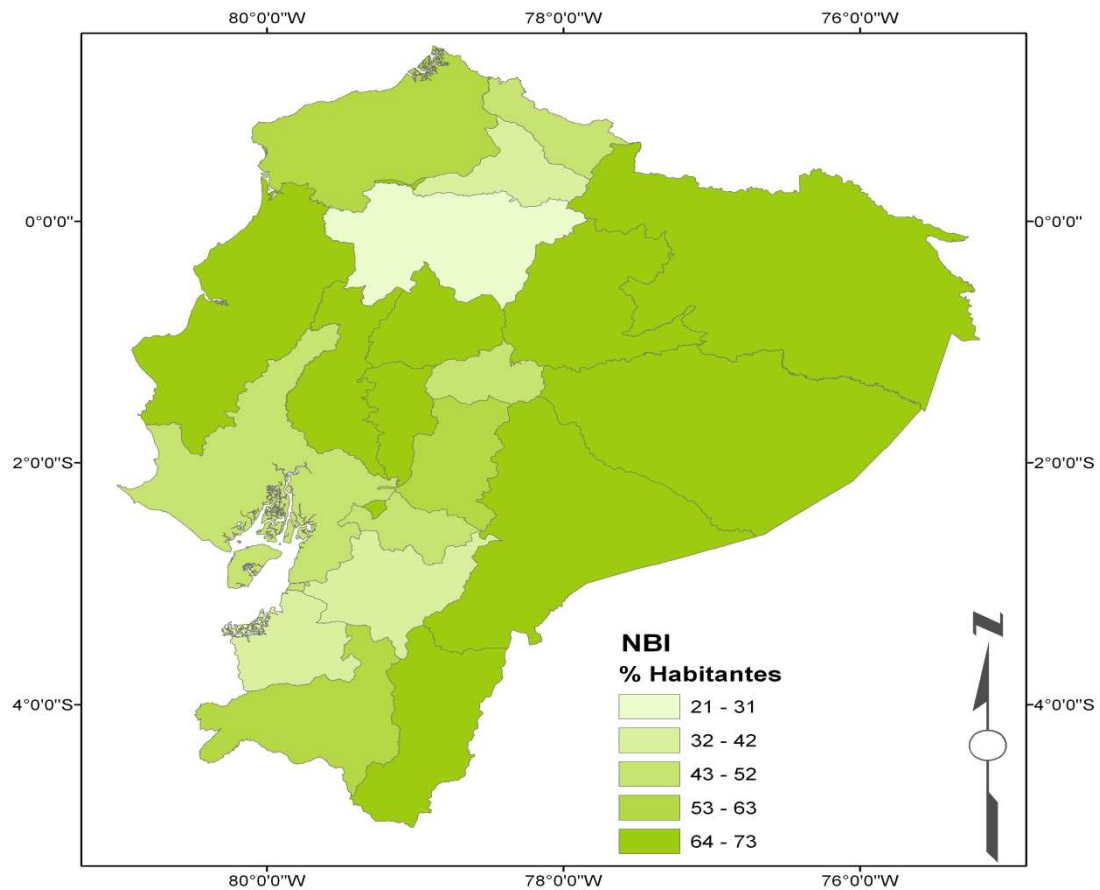 80°0'0"W 78°0'0"W 76°0'0"W
0°0'0" 0°0'0"
2°0'0"S 2°0'0"S
4°0'0"S 4°0'0"S
NBI
% Habitantes
21 - 31
32 - 42
43 - 52
53 - 63
64 - 73
N
80°0'0"W 78°0'0"W 76°0'0"W